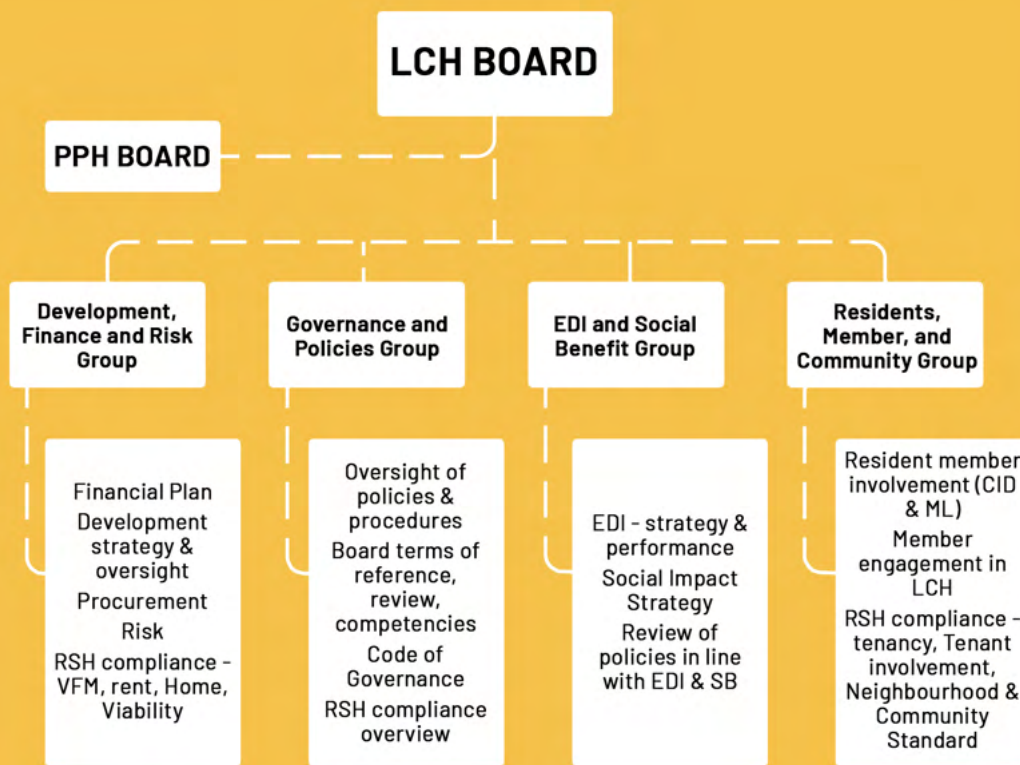 LCH BOARD
PPH BOARD
Development,
Finance and Risk
Group
Governance and
Policies Group
EDI and Social
Benefit Group
Residents,
Member, and
Community Group
Financial Plan
Development
strategy &
oversight
Procurement
Risk
RSH compliance -
VFM, rent, Home,
Viability
Oversight of
policies &
procedures
Board terms of
reference,
review,
competencies
Code of
Governance
RSH compliance
overview
EDI - strategy &
performance
Social Impact
Strategy
Review of
policies in line
with EDI & SB
Resident member
involvement (CID
& ML)
Member
engagement in
LCH
RSH compliance -
tenancy, Tenant
involvement,
Neighbourhood &
Community
Standard